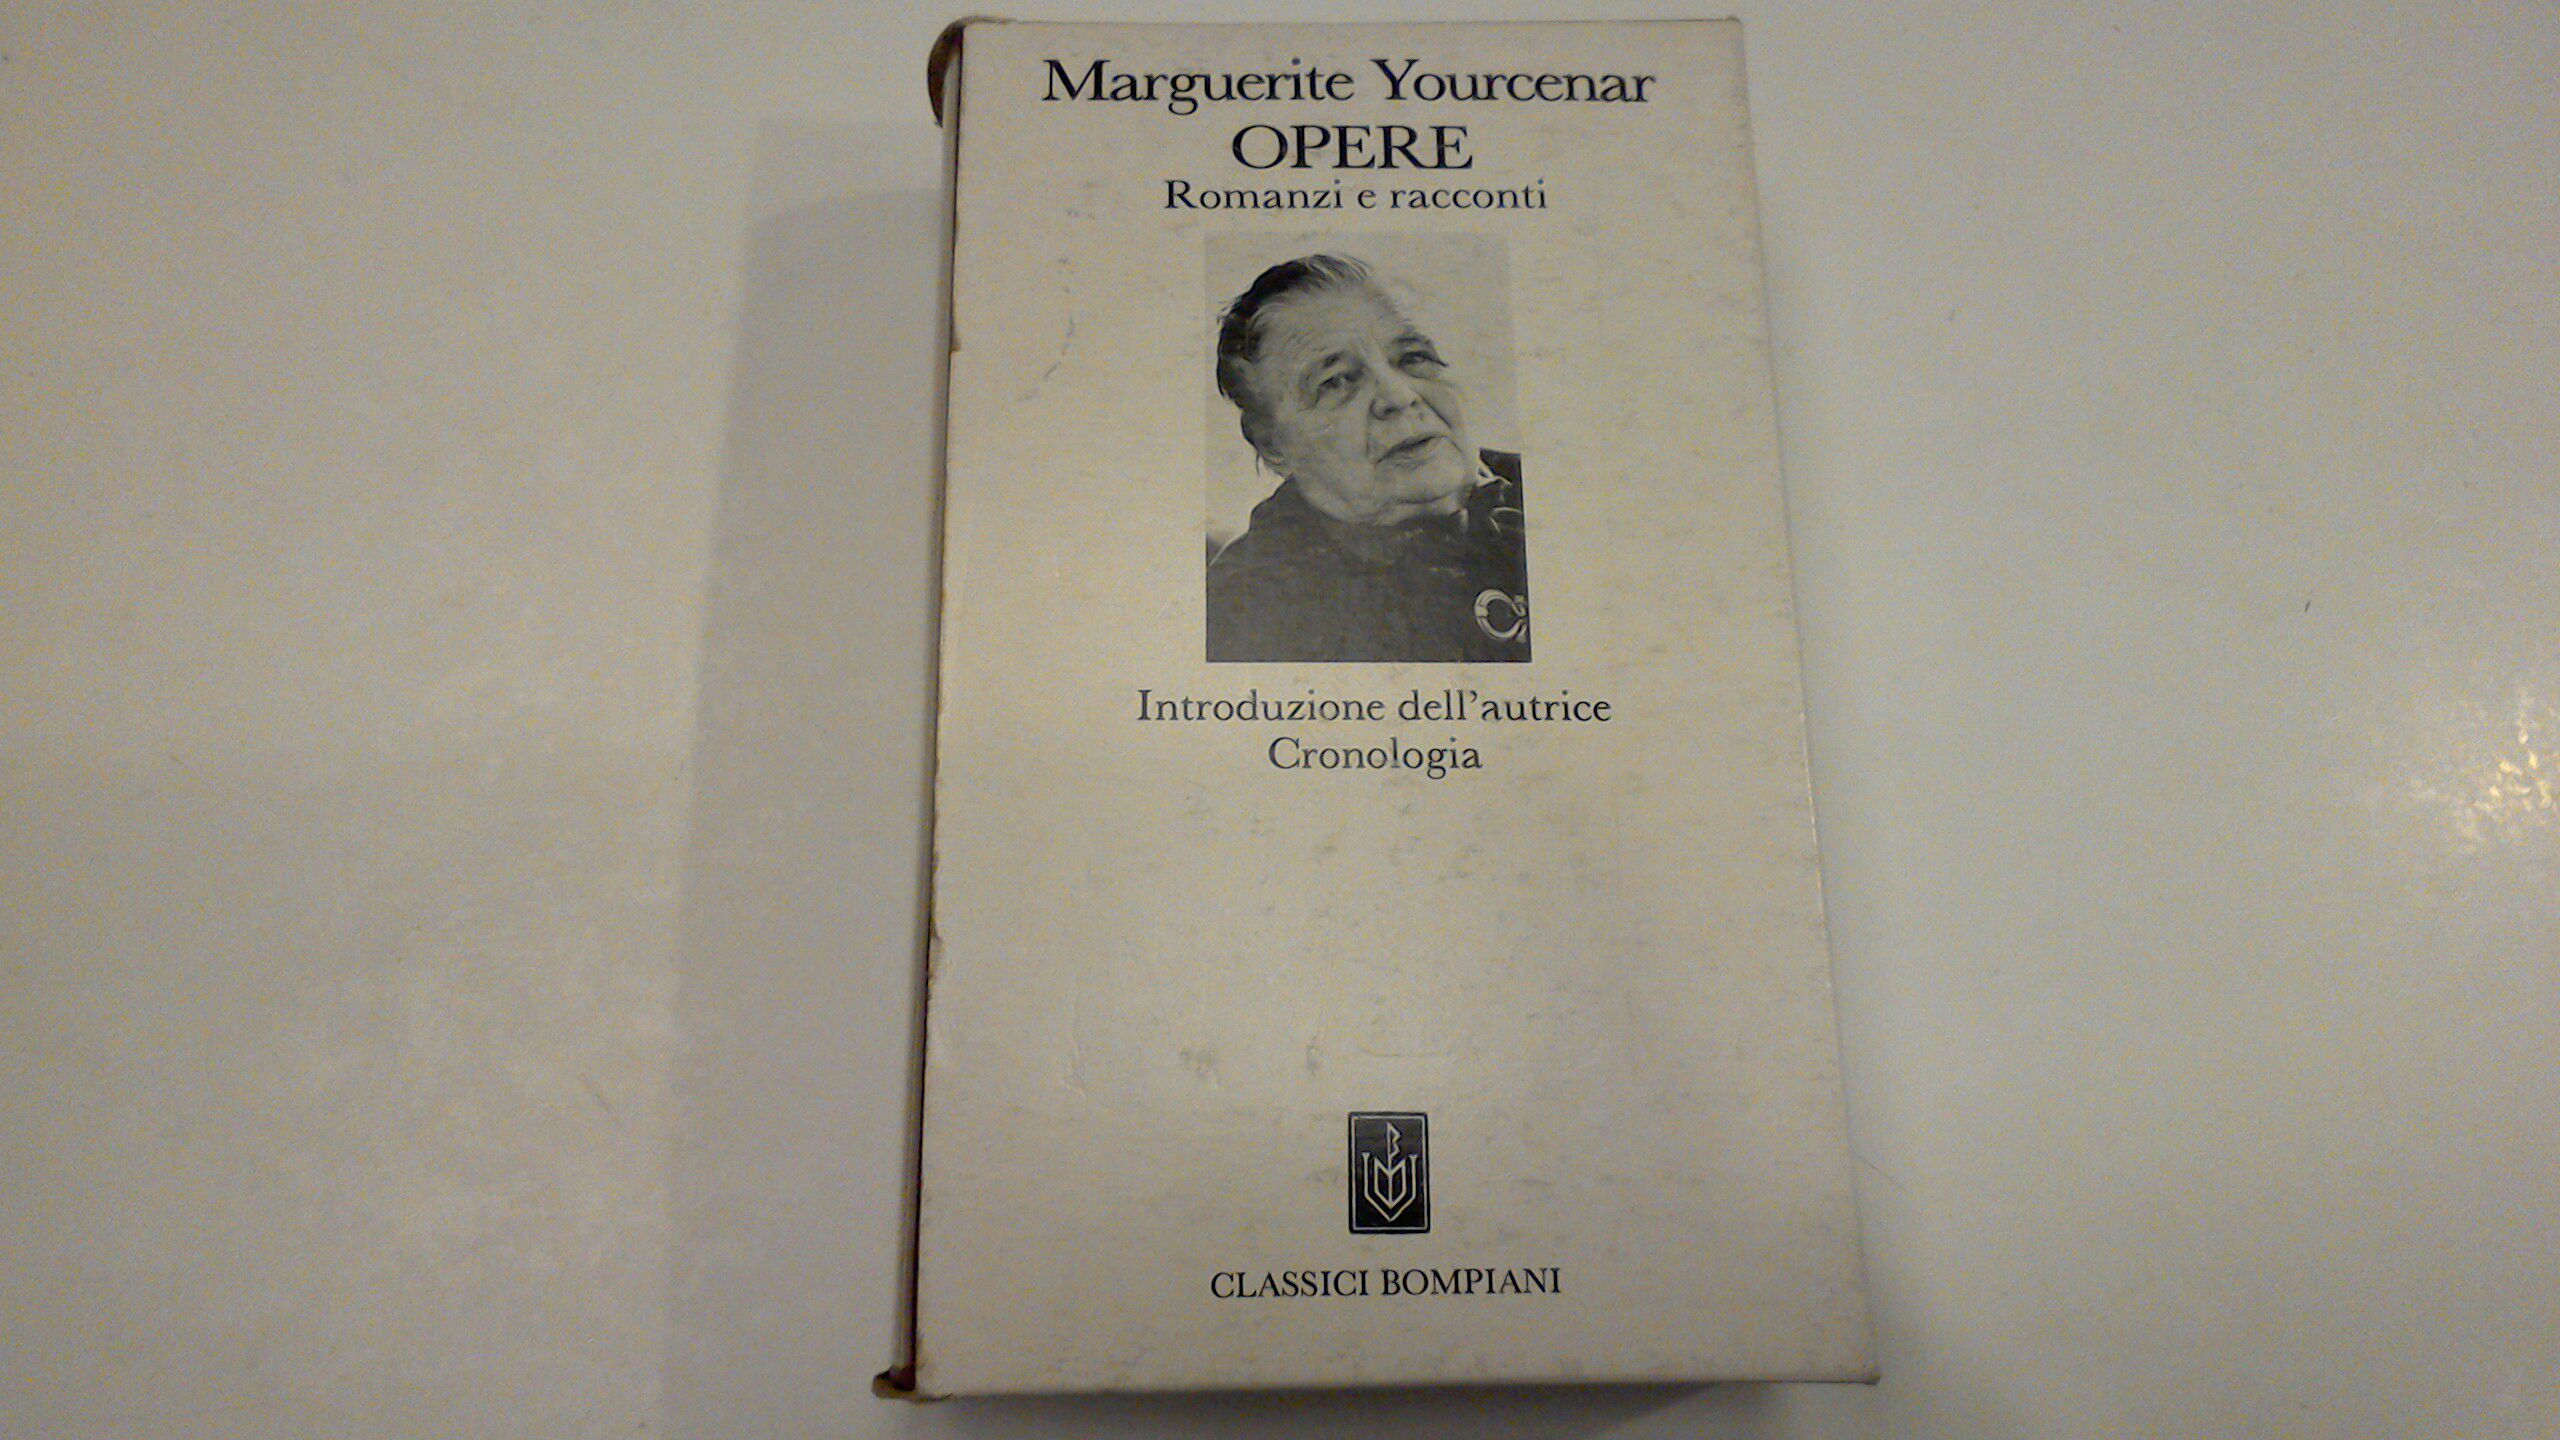 Marguerite Yourcenar
OPERE
Romanzi e racconti
Introduzione dell'autrice
Cronologia
CLASSICI BOMPIANI